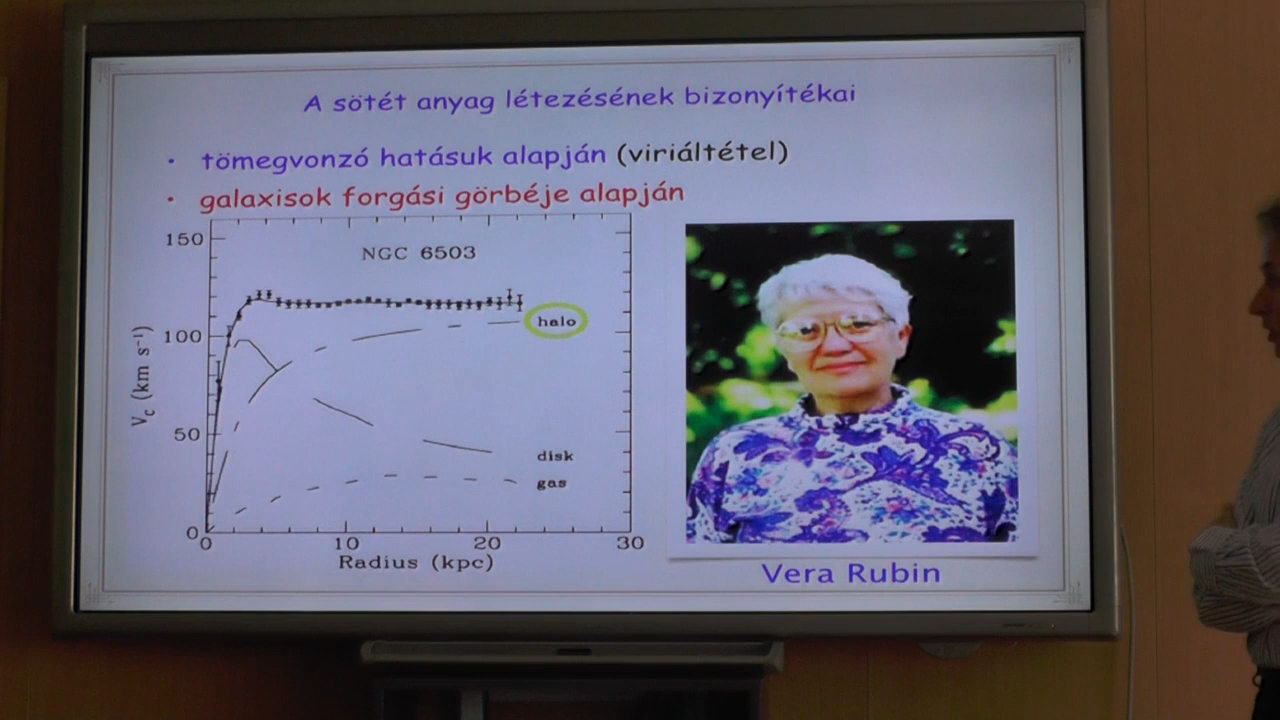 A sötét anyag létezésének bizonyítékai
• tömegvonzó hatásuk alapján (viriáltétel)
• galaxisok forgási görbéje alapján
150
NGC 6503
halo
100
V_c (km s⁻¹)
50
disk
gas
0
0 10 20 30
Radius (kpc)
Vera Rubin